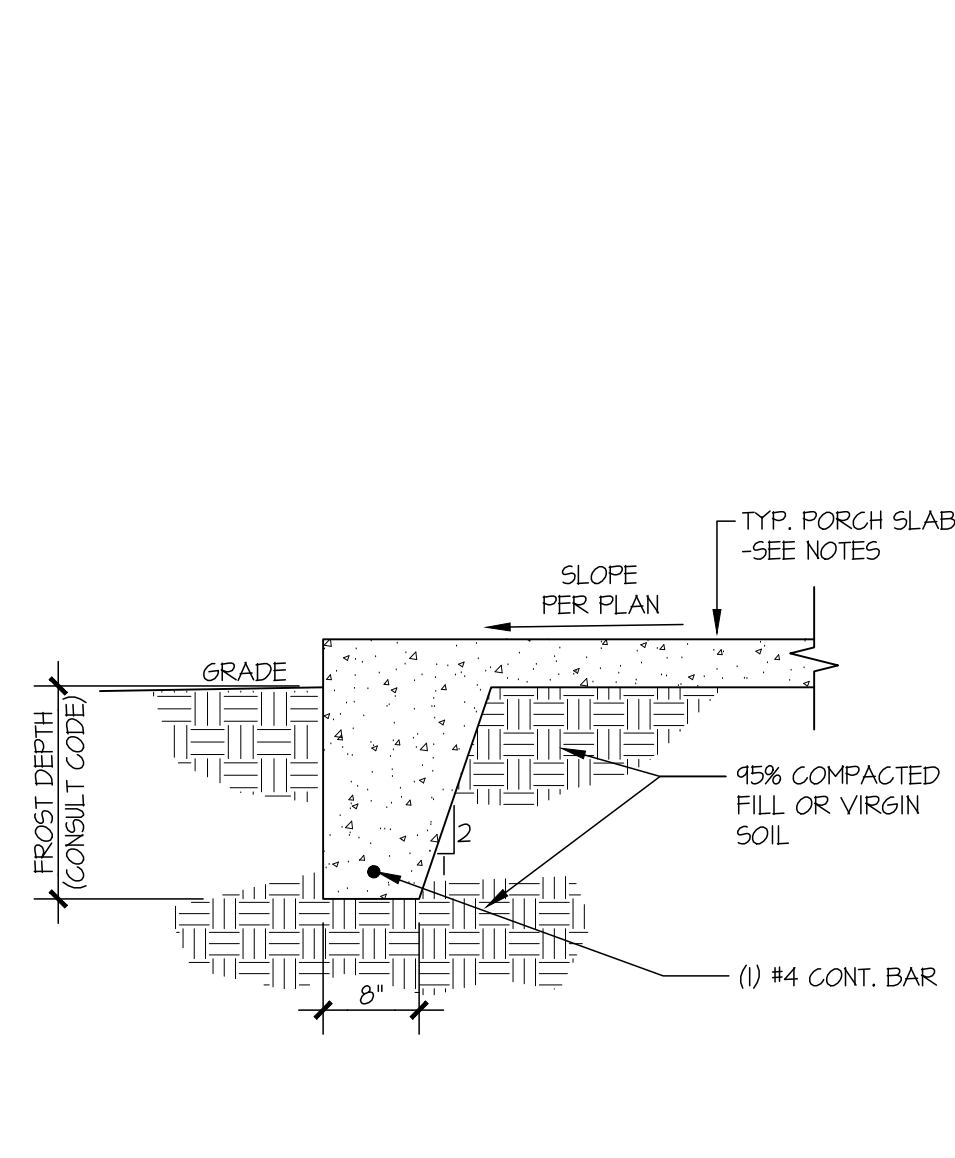 TYP. PORCH SLAB
-SEE NOTES
SLOPE
PER PLAN
GRADE
FROST DEPTH
(CONSULT CODE)
95% COMPACTED
FILL OR VIRGIN
SOIL
2
1
(1) #4 CONT. BAR
8"